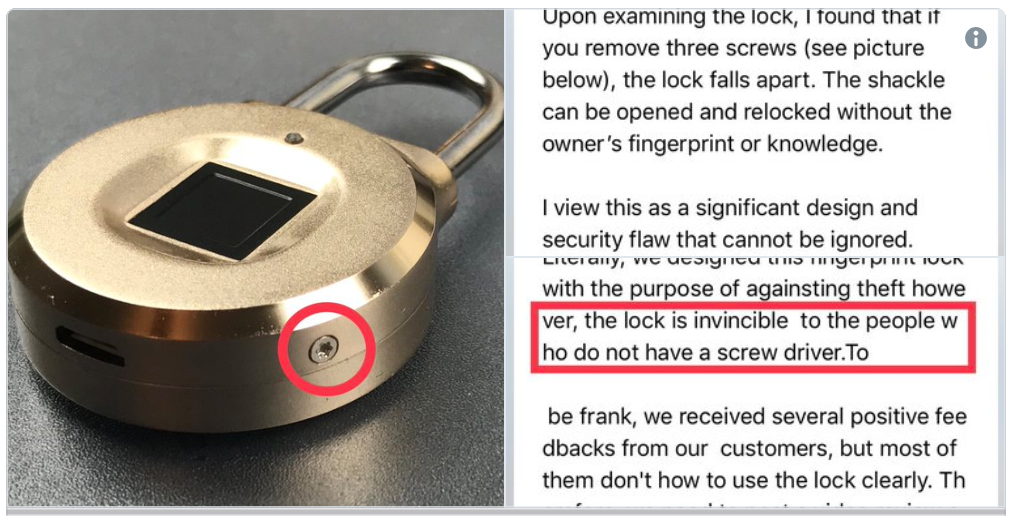 Upon examining the lock, I found that if
you remove three screws (see picture
below), the lock falls apart. The shackle
can be opened and relocked without the
owner's fingerprint or knowledge.
I view this as a significant design and
security flaw that cannot be ignored.
Literally, we designed this fingerprint lock
with the purpose of againsting theft howe
ver, the lock is invincible  to the people w
ho do not have a screw driver.To
 be frank, we received several positive fee
dbacks from our  customers, but most of
them don't how to use the lock clearly. Th